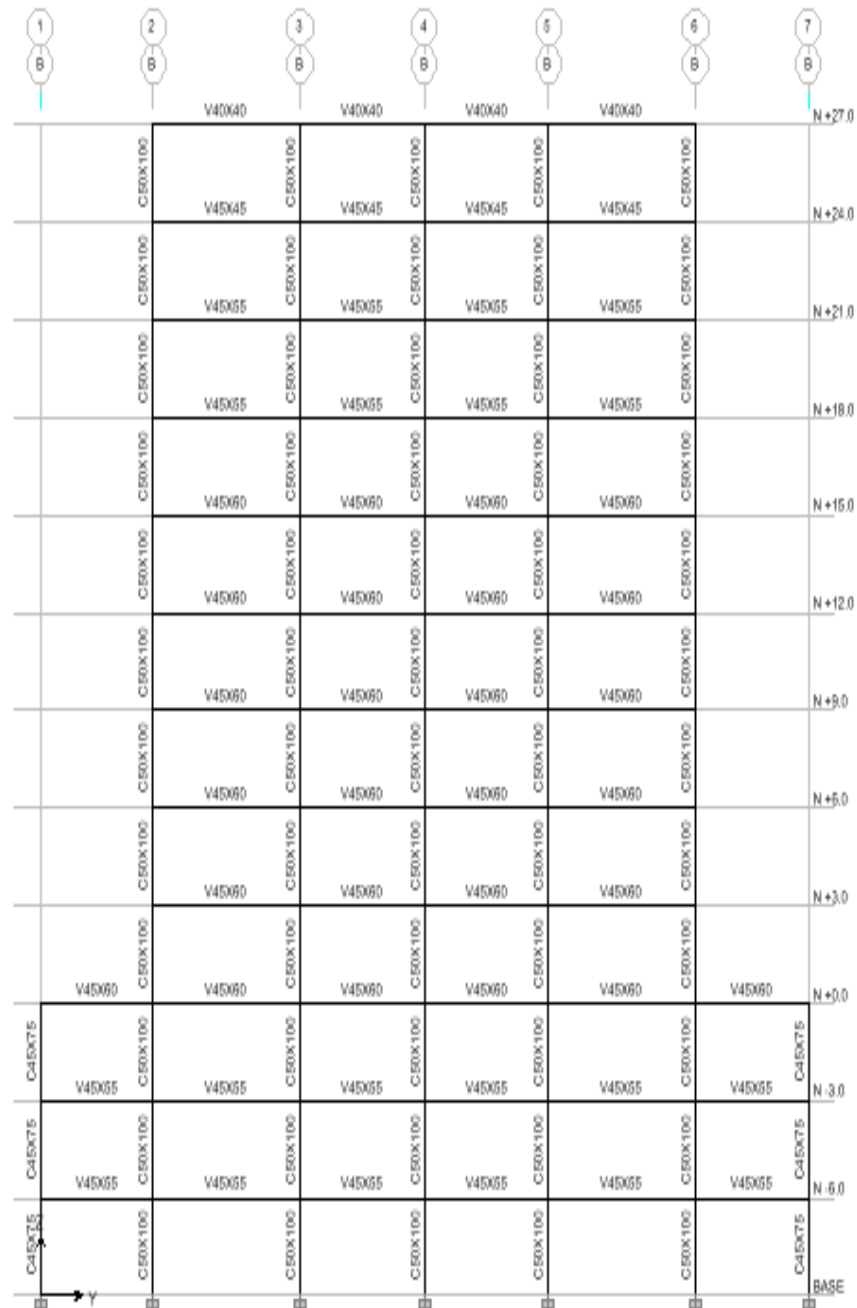 1 2 3 4 5 6 7
B B B B B B B
V40X40 V40X40 V40X40 V40X40 N +27.0
C50X100 C50X100 C50X100 C50X100 C50X100
V45X45 V45X45 V45X45 V45X45 N +24.0
C50X100 C50X100 C50X100 C50X100 C50X100
V45X55 V45X55 V45X55 V45X55 N +21.0
C50X100 C50X100 C50X100 C50X100 C50X100
V45X55 V45X55 V45X55 V45X55 N +18.0
C50X100 C50X100 C50X100 C50X100 C50X100
V45X60 V45X60 V45X60 V45X60 N +15.0
C50X100 C50X100 C50X100 C50X100 C50X100
V45X60 V45X60 V45X60 V45X60 N +12.0
C50X100 C50X100 C50X100 C50X100 C50X100
V45X60 V45X60 V45X60 V45X60 N +9.0
C50X100 C50X100 C50X100 C50X100 C50X100
V45X60 V45X60 V45X60 V45X60 N +6.0
C50X100 C50X100 C50X100 C50X100 C50X100
V45X60 V45X60 V45X60 V45X60 N +3.0
C50X100 C50X100 C50X100 C50X100 C50X100
V45X60 V45X60 V45X60 V45X60 V45X60 V45X60 N +0.0
C45X75 C50X100 C50X100 C50X100 C50X100 C50X100 C45X75
V45X55 V45X55 V45X55 V45X55 V45X55 V45X55 N -3.0
C45X75 C50X100 C50X100 C50X100 C50X100 C50X100 C45X75
V45X55 V45X55 V45X55 V45X55 V45X55 V45X55 N -6.0
C45X75 C50X100 C50X100 C50X100 C50X100 C50X100 C45X75
Y BASE